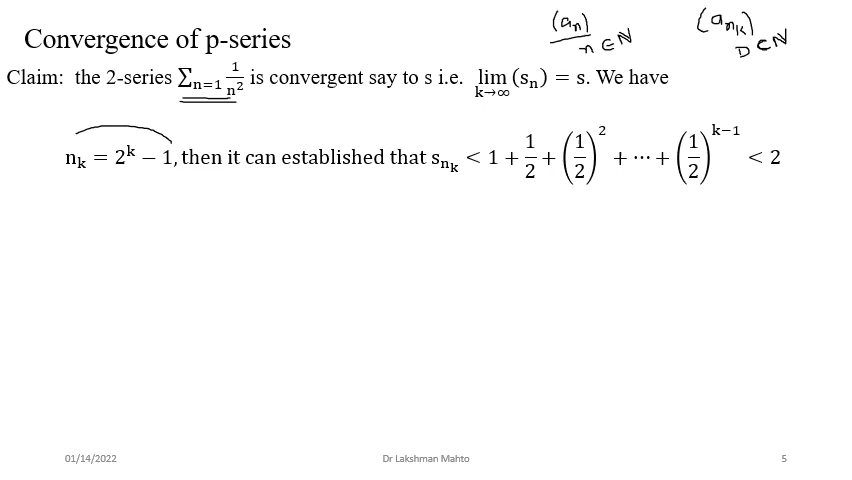 Convergence of p-series
(aₙ) n ∈ ℕ
(aₙₖ) D ⊂ ℕ
Claim: the 2-series ∑ₙ₌₁ 1/n² is convergent say to s i.e. lim k→∞ (sₙ) = s. We have
nₖ = 2ᵏ − 1, then it can established that sₙₖ < 1 + 1/2 + (1/2)² + ⋯ + (1/2)ᵏ⁻¹ < 2
01/14/2022
Dr Lakshman Mahto
5